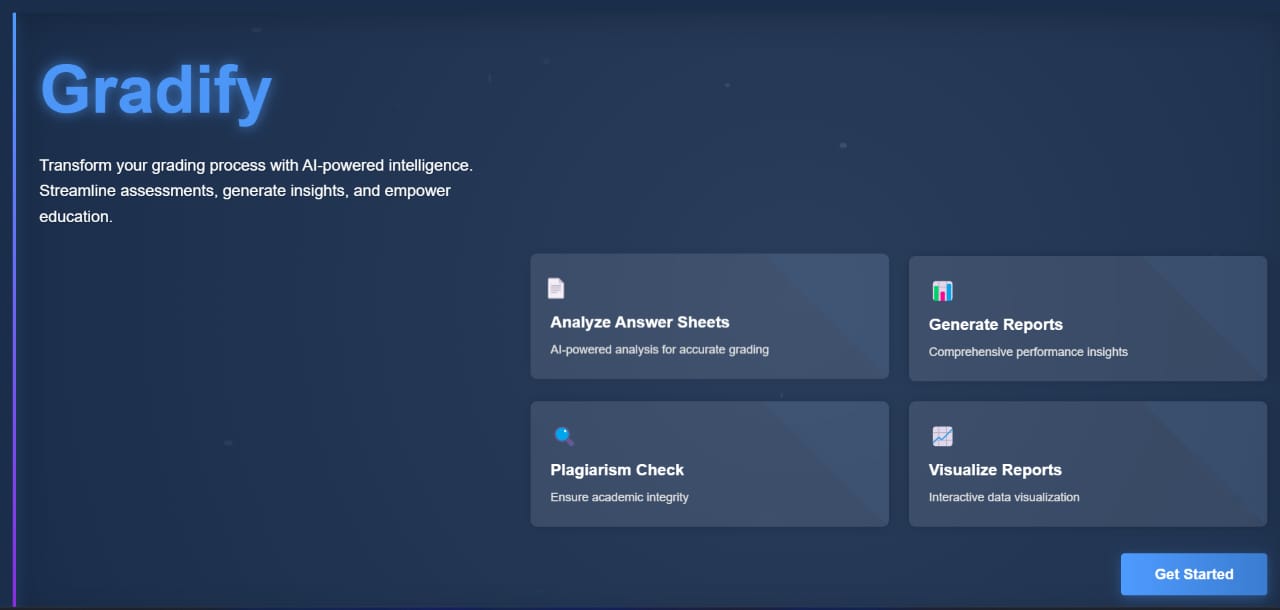 Gradify
Transform your grading process with AI-powered intelligence.
Streamline assessments, generate insights, and empower
education.
Analyze Answer Sheets
AI-powered analysis for accurate grading
Generate Reports
Comprehensive performance insights
Plagiarism Check
Ensure academic integrity
Visualize Reports
Interactive data visualization
Get Started